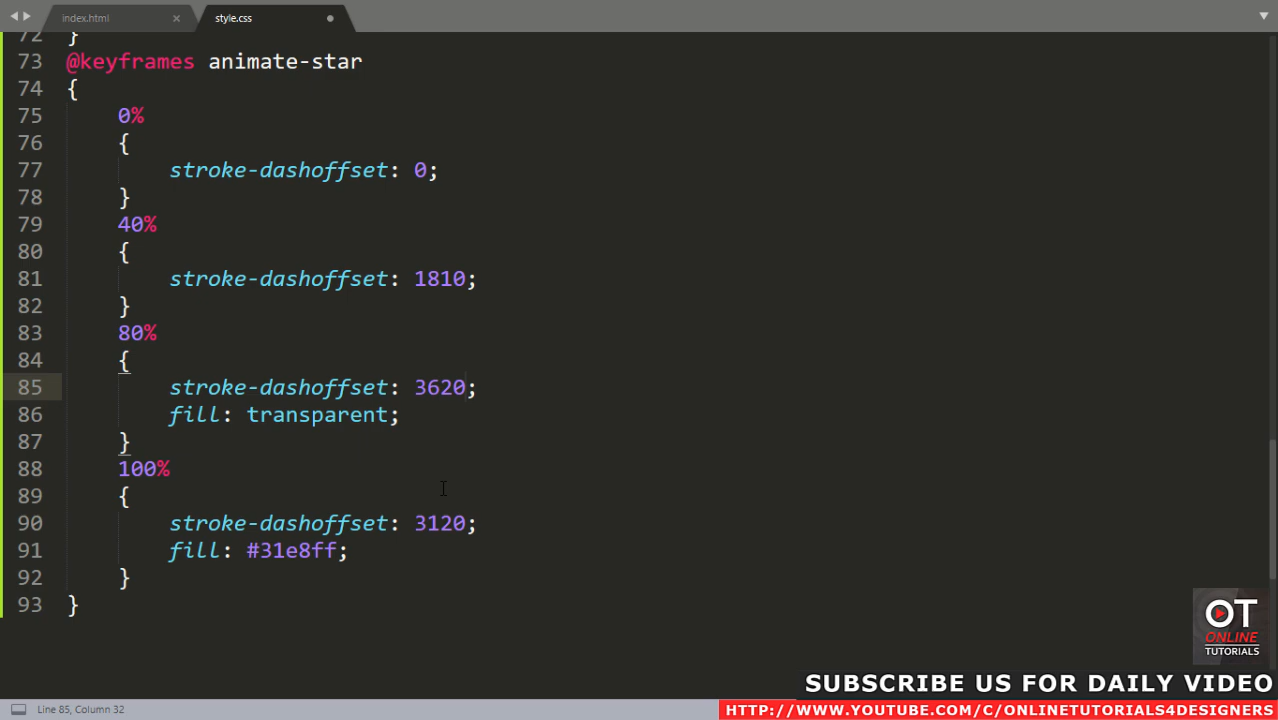 index.html
style.css
72 }
73 @keyframes animate-star
74 {
75 0%
76 {
77 stroke-dashoffset: 0;
78 }
79 40%
80 {
81 stroke-dashoffset: 1810;
82 }
83 80%
84 {
85 stroke-dashoffset: 3620;
86 fill: transparent;
87 }
88 100%
89 {
90 stroke-dashoffset: 3120;
91 fill: #31e8ff;
92 }
93 }
OT
ONLINE
TUTORIALS
SUBSCRIBE US FOR DAILY VIDEO
Line 85, Column 32
HTTP://WWW.YOUTUBE.COM/C/ONLINETUTORIALS4DESIGNERS